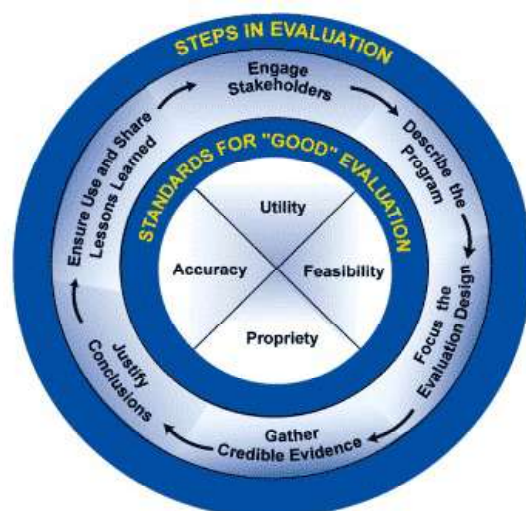 STEPS IN EVALUATION
Engage
Stakeholders
Describe the
Program
Focus the
Evaluation Design
Gather
Credible Evidence
Justify
Conclusions
Ensure Use and Share
Lessons Learned
STANDARDS FOR "GOOD" EVALUATION
Utility
Feasibility
Propriety
Accuracy